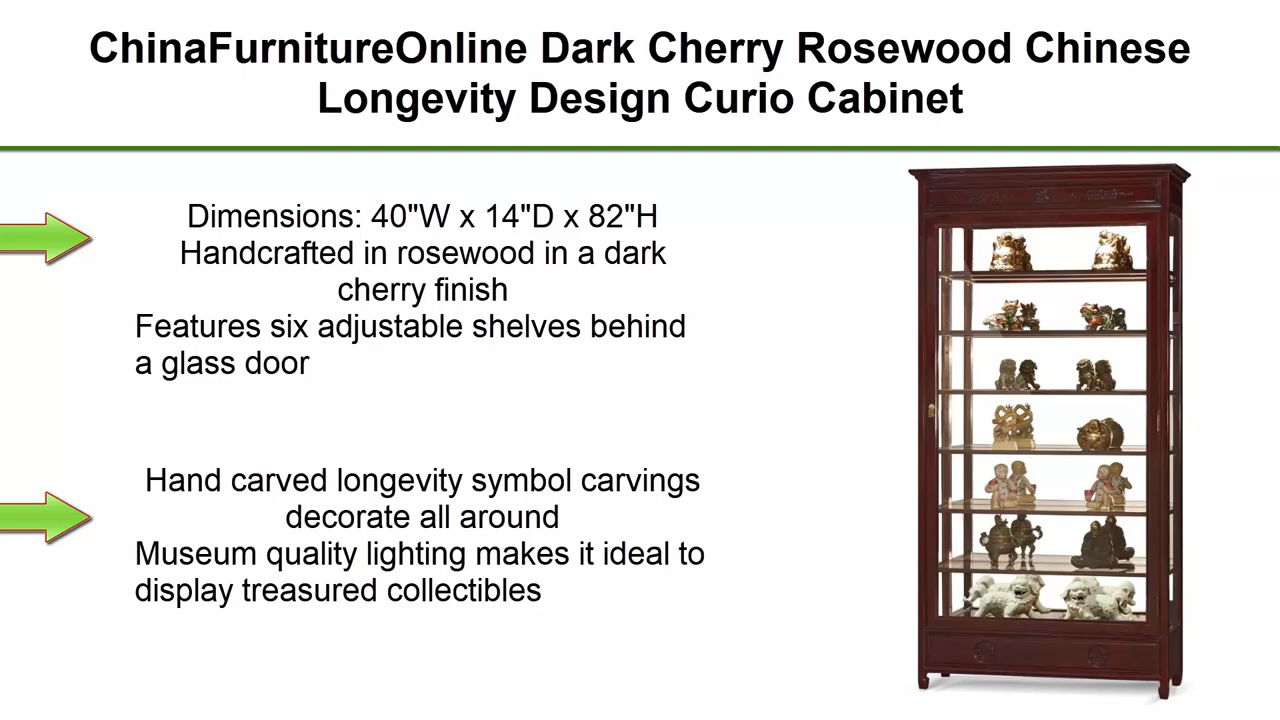 ChinaFurnitureOnline Dark Cherry Rosewood Chinese
Longevity Design Curio Cabinet
Dimensions: 40"W x 14"D x 82"H
Handcrafted in rosewood in a dark
cherry finish
Features six adjustable shelves behind
a glass door
Hand carved longevity symbol carvings
decorate all around
Museum quality lighting makes it ideal to
display treasured collectibles